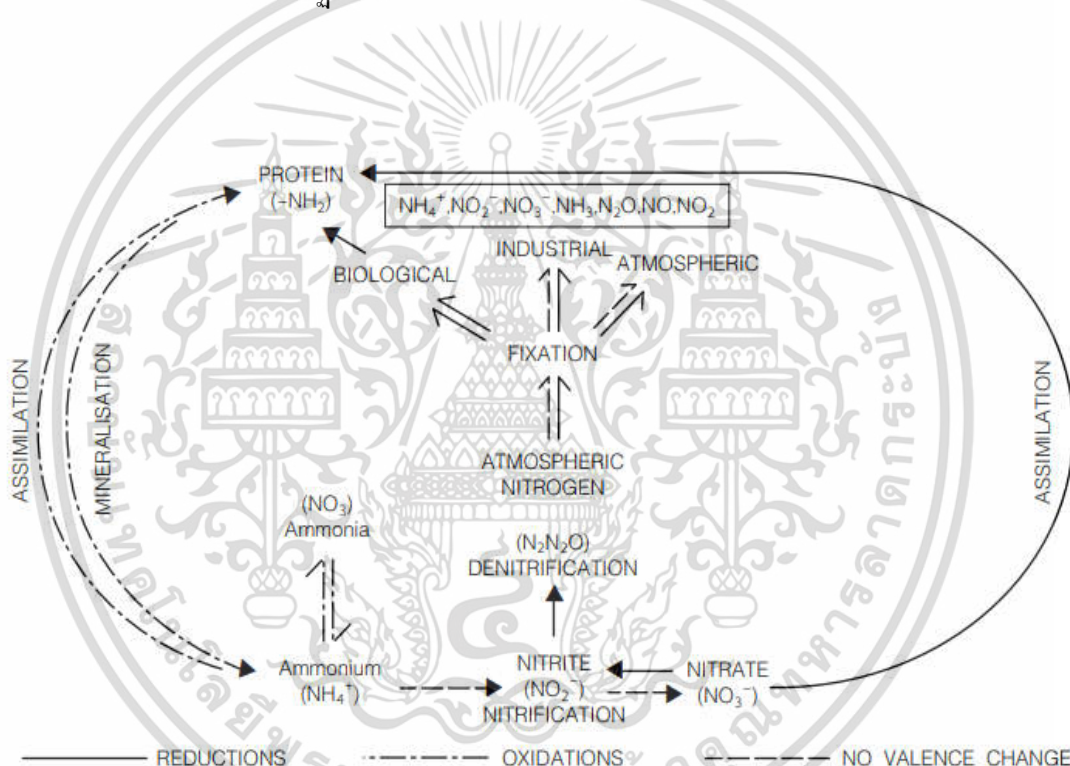 PROTEIN
(-NH₂)
NH₄⁺,NO₂⁻,NO₃⁻,NH₃,N₂O,NO,NO₂
INDUSTRIAL
ATMOSPHERIC
BIOLOGICAL
FIXATION
ASSIMILATION
MINERALISATION
ASSIMILATION
ATMOSPHERIC
NITROGEN
(NO₃)
Ammonia
(N₂N₂O)
DENITRIFICATION
Ammonium
(NH₄⁺)
NITRITE
(NO₂⁻)
NITRIFICATION
NITRATE
(NO₃⁻)
REDUCTIONS
OXIDATIONS
NO VALENCE CHANGE